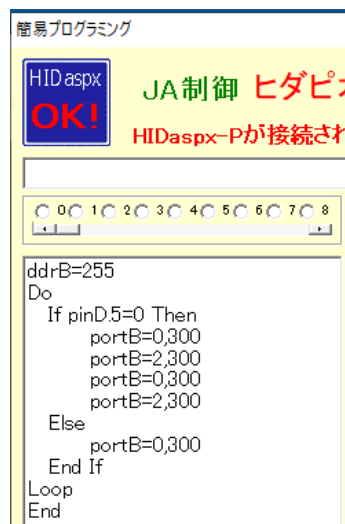 簡易プログラミング
HIDaspx
OK!
JA制御 ヒダピ
HIDaspx-Pが接続され
0 1 2 3 4 5 6 7 8
ddrB=255
Do
If pinD.5=0 Then
portB=0,300
portB=2,300
portB=0,300
portB=2,300
Else
portB=0,300
End If
Loop
End